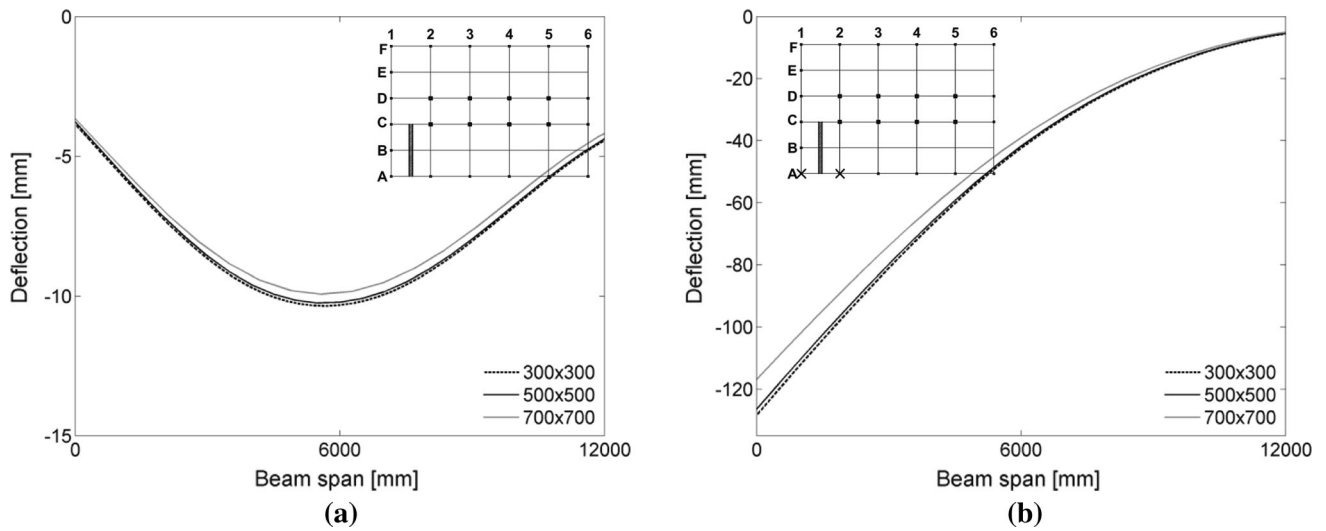 0
-5
-10
-15
Deflection [mm]
1 2 3 4 5 6
F
E
D
C
B
A
300x300
500x500
700x700
0 6000 12000
Beam span [mm]
(a)
0
-20
-40
-60
-80
-100
-120
Deflection [mm]
1 2 3 4 5 6
F
E
D
C
B
A
300x300
500x500
700x700
0 6000 12000
Beam span [mm]
(b)